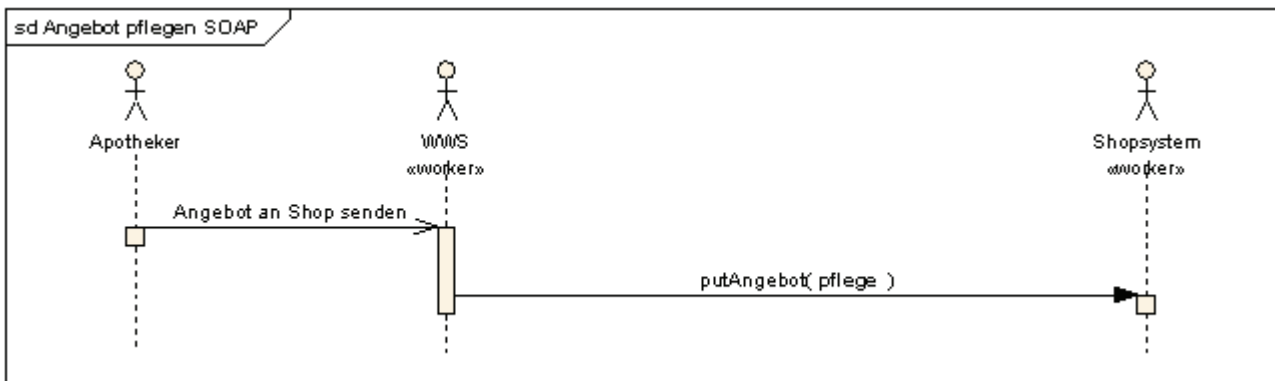 sd Angebot pflegen SOAP
Apotheker
WWS
«worker»
Shopsystem
«worker»
Angebot an Shop senden
putAngebot( pflege )